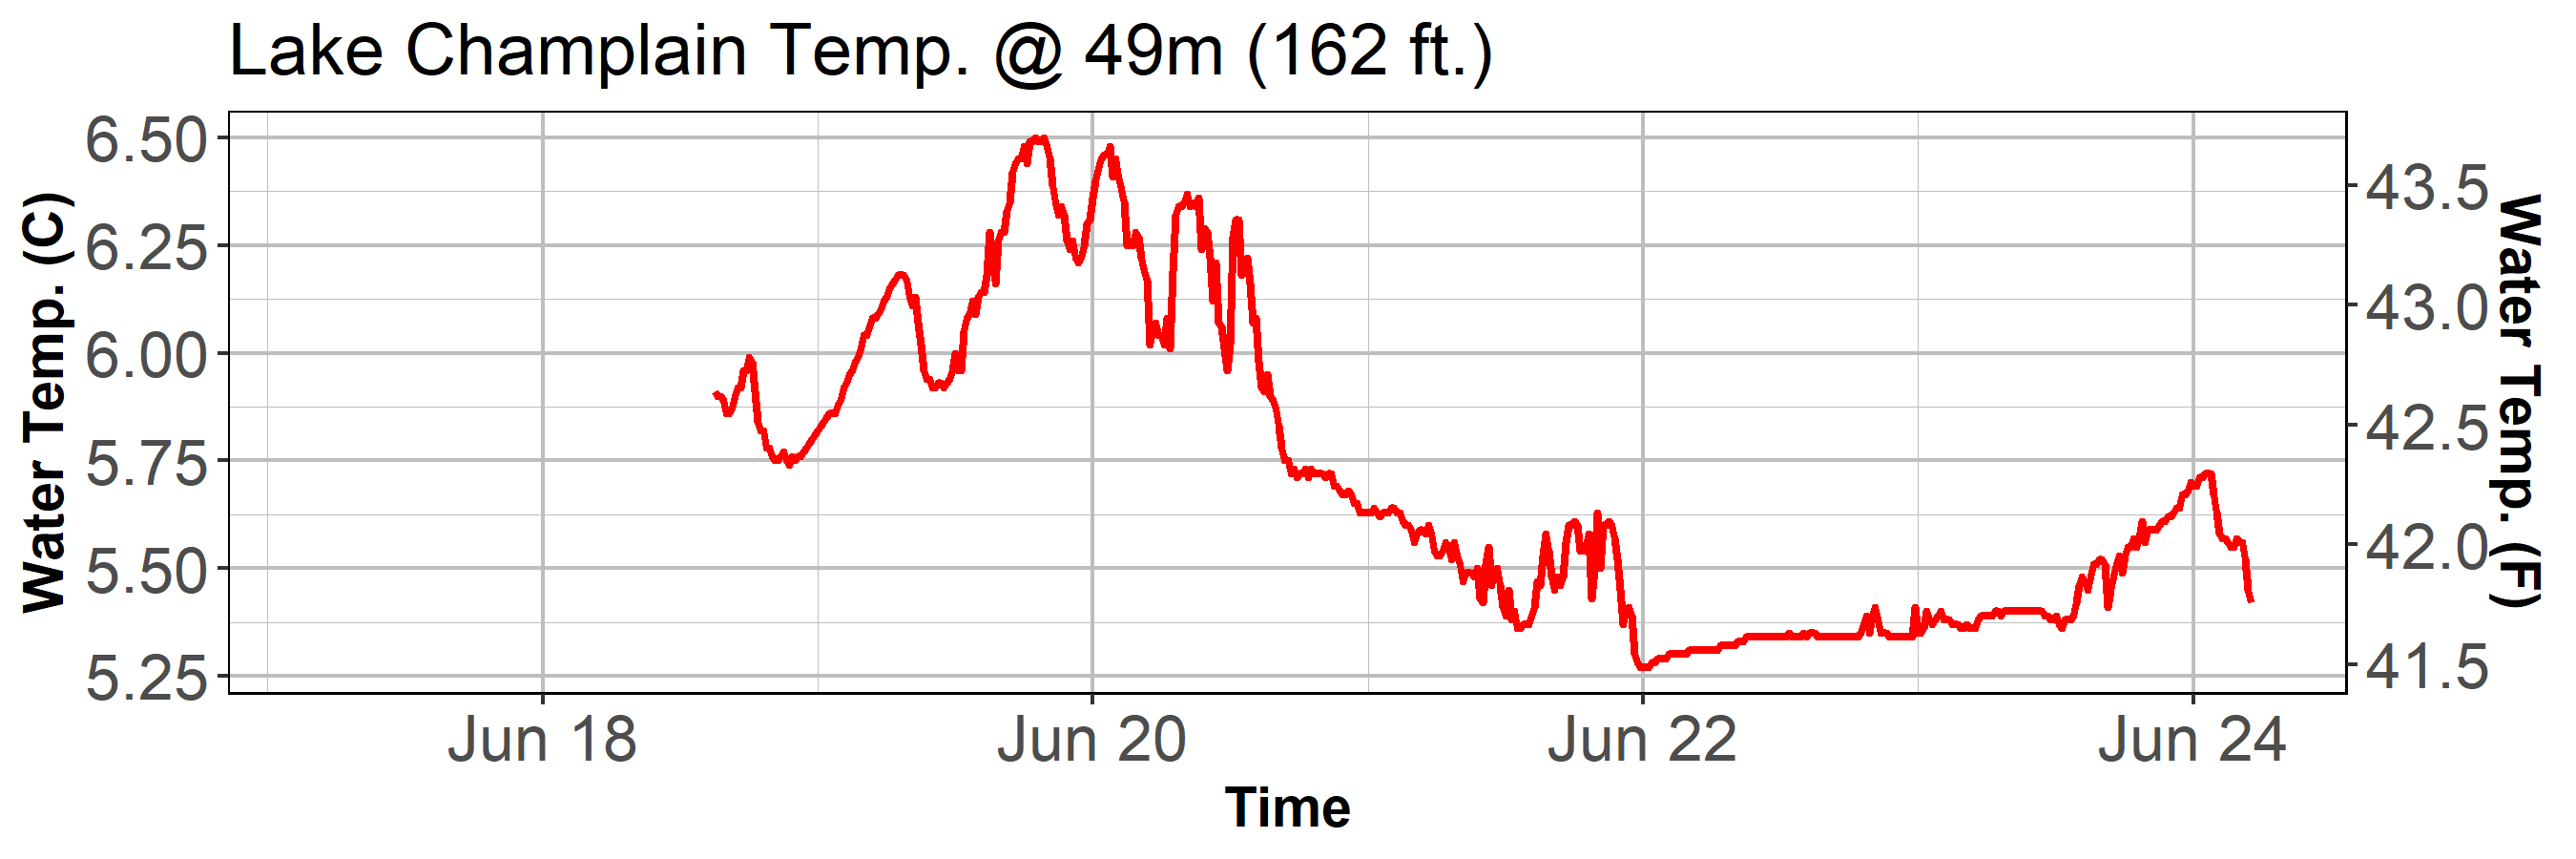 Lake Champlain Temp. @ 49m (162 ft.)
Water Temp. (C)
6.50
6.25
6.00
5.75
5.50
5.25
43.5
43.0
42.5
42.0
41.5
Water Temp. (F)
Jun 18
Jun 20
Jun 22
Jun 24
Time